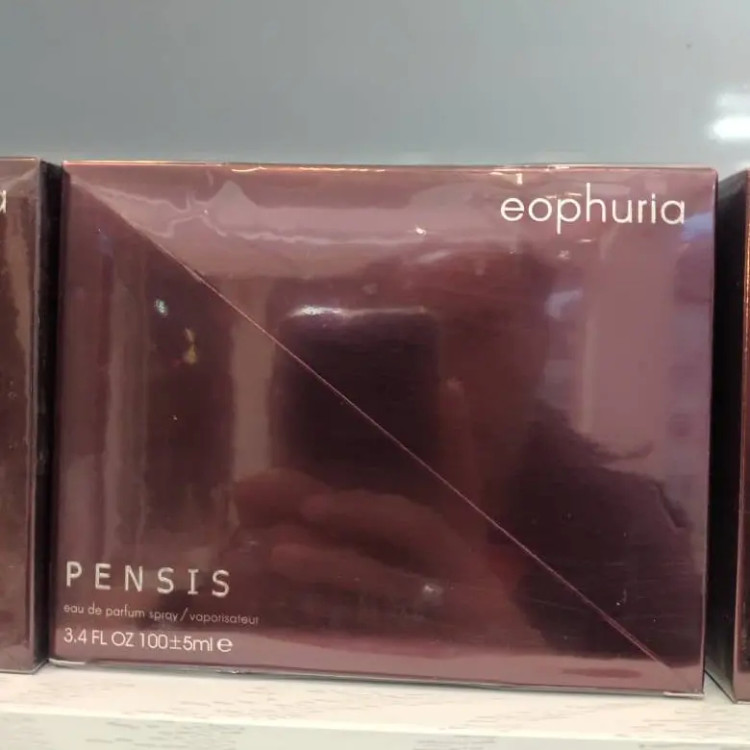 a
eophuria
PENSIS
eau de parfum spray/vaporisateur
3.4 FL OZ 100±5ml ℮